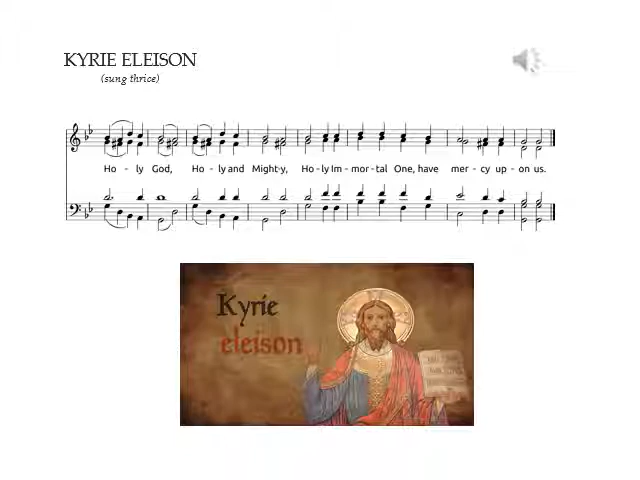 KYRIE ELEISON
(sung thrice)
Ho - ly God, Ho - ly and Might-y, Ho - ly Im - mor - tal One, have mer - cy up - on us.
Kyrie
eleison